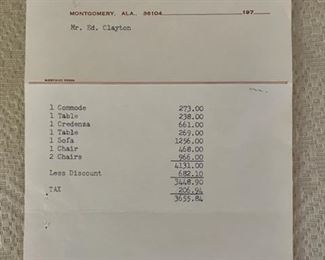 MONTGOMERY, ALA., 36104 197
Mr. Ed. Clayton
1 Commode 273.00
1 Table 238.00
1 Credenza 661.00
1 Table 269.00
1 Sofa 1256.00
1 Chair 468.00
2 Chairs 966.00
4131.00
Less Discount 682.10
3448.90
TAX 206.94
3655.84